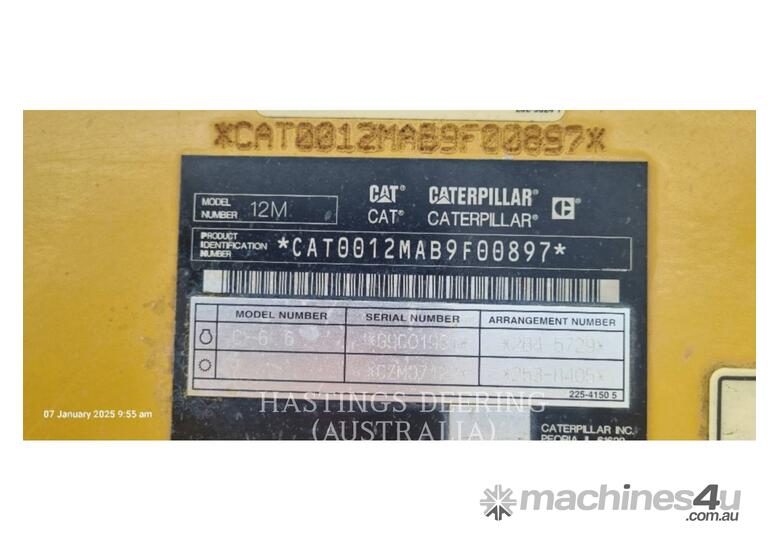 *CAT0012MAB9F00897*
MODEL NUMBER 12M
CAT® CATERPILLAR®
CAT® CATERPILLAR®
PRODUCT IDENTIFICATION NUMBER *CAT0012MAB9F00897*
MODEL NUMBER SERIAL NUMBER ARRANGEMENT NUMBER
225-4150 5
07 January 2025 9:55 am
HASTINGS DEERING
(AUSTRALIA)
CATERPILLAR INC.
PEORIA
machines4u
.com.au